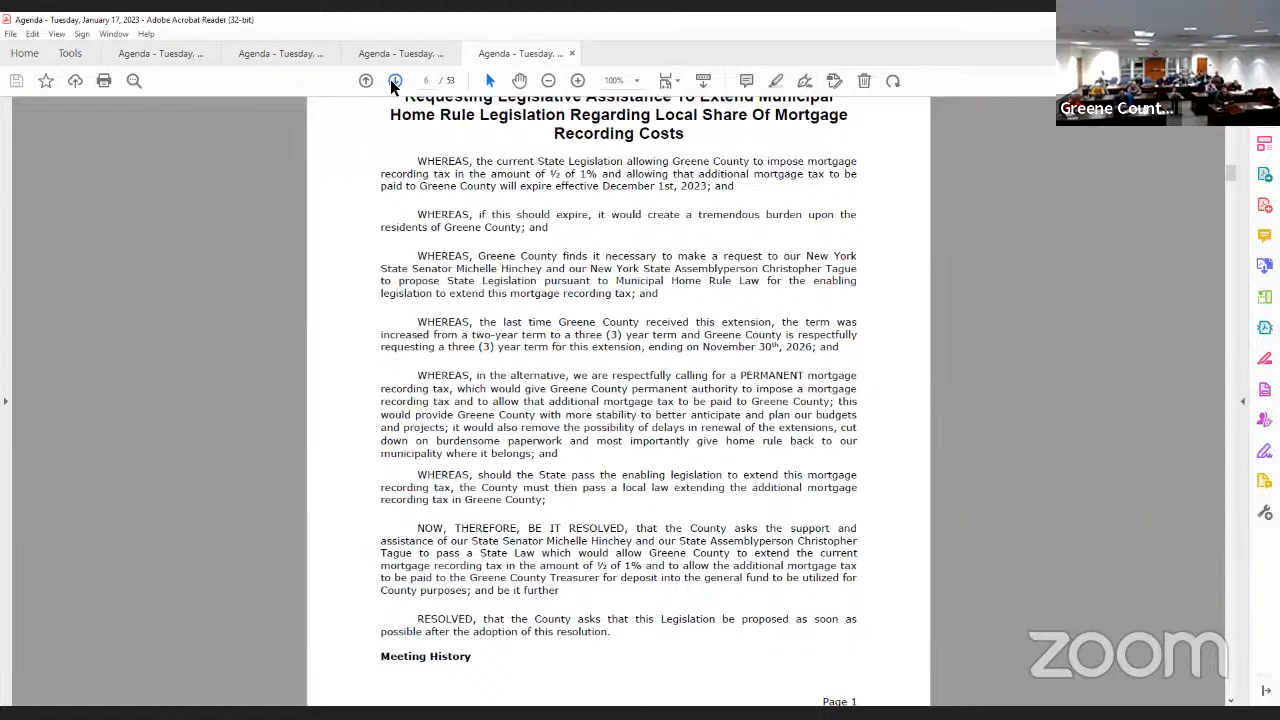 Agenda - Tuesday, January 17, 2023 - Adobe Acrobat Reader (32-bit)
File Edit View Sign Window Help
Home Tools Agenda - Tuesday, ... Agenda - Tuesday, ... Agenda - Tuesday, ... Agenda - Tuesday, ... ×
6 / 53 100%
Greene Count...
Requesting Legislative Assistance To Extend Municipal
Home Rule Legislation Regarding Local Share Of Mortgage
Recording Costs
WHEREAS, the current State Legislation allowing Greene County to impose mortgage
recording tax in the amount of ½ of 1% and allowing that additional mortgage tax to be
paid to Greene County will expire effective December 1st, 2023; and
WHEREAS, if this should expire, it would create a tremendous burden upon the
residents of Greene County; and
WHEREAS, Greene County finds it necessary to make a request to our New York
State Senator Michelle Hinchey and our New York State Assemblyperson Christopher Tague
to propose State Legislation pursuant to Municipal Home Rule Law for the enabling
legislation to extend this mortgage recording tax; and
WHEREAS, the last time Greene County received this extension, the term was
increased from a two-year term to a three (3) year term and Greene County is respectfully
requesting a three (3) year term for this extension, ending on November 30th, 2026; and
WHEREAS, in the alternative, we are respectfully calling for a PERMANENT mortgage
recording tax, which would give Greene County permanent authority to impose a mortgage
recording tax and to allow that additional mortgage tax to be paid to Greene County; this
would provide Greene County with more stability to better anticipate and plan our budgets
and projects; it would also remove the possibility of delays in renewal of the extensions, cut
down on burdensome paperwork and most importantly give home rule back to our
municipality where it belongs; and
WHEREAS, should the State pass the enabling legislation to extend this mortgage
recording tax, the County must then pass a local law extending the additional mortgage
recording tax in Greene County;
NOW, THEREFORE, BE IT RESOLVED, that the County asks the support and
assistance of our State Senator Michelle Hinchey and our State Assemblyperson Christopher
Tague to pass a State Law which would allow Greene County to extend the current
mortgage recording tax in the amount of ½ of 1% and to allow the additional mortgage tax
to be paid to the Greene County Treasurer for deposit into the general fund to be utilized for
County purposes; and be it further
RESOLVED, that the County asks that this Legislation be proposed as soon as
possible after the adoption of this resolution.
Meeting History
Page 1
zoom